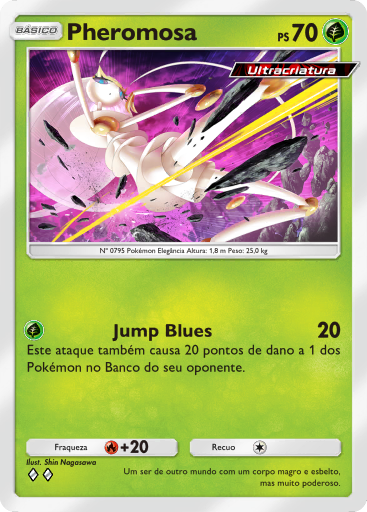 BÁSICO Pheromosa PS 70
Ultracriatura
Nº 0795 Pokémon Elegância Altura: 1,8 m Peso: 25,0 kg
Jump Blues 20
Este ataque também causa 20 pontos de dano a 1 dos
Pokémon no Banco do seu oponente.
Fraqueza +20 Recuo
Ilust. Shin Nagasawa
Um ser de outro mundo com um corpo magro e esbelto,
mas muito poderoso.